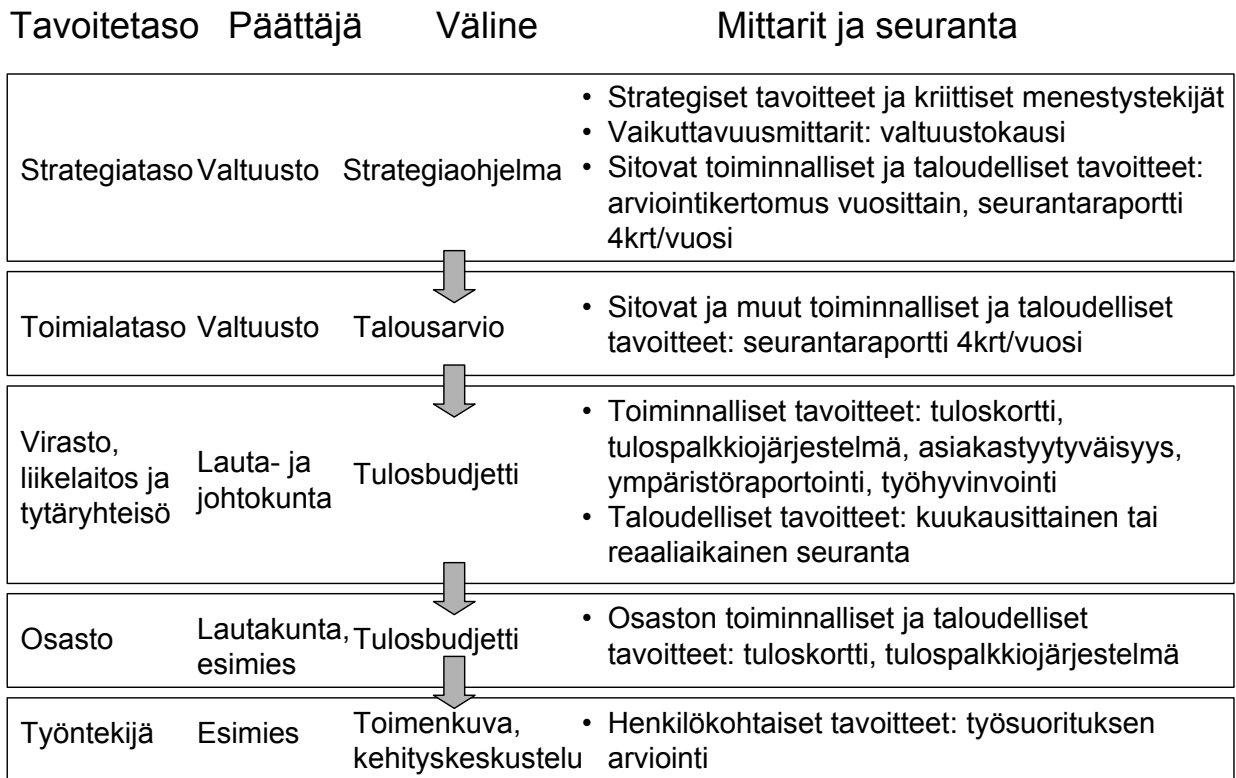 Tavoitetaso Päättäjä Väline Mittarit ja seuranta
Strategiataso Valtuusto Strategiaohjelma
• Strategiset tavoitteet ja kriittiset menestystekijät
• Vaikuttavuusmittarit: valtuustokausi
• Sitovat toiminnalliset ja taloudelliset tavoitteet:
arviointikertomus vuosittain, seurantaraportti
4krt/vuosi
Toimialataso Valtuusto Talousarvio
• Sitovat ja muut toiminnalliset ja taloudelliset
tavoitteet: seurantaraportti 4krt/vuosi
Virasto,
liikelaitos ja
tytäryhteisö
Lauta- ja
johtokunta
Tulosbudjetti
• Toiminnalliset tavoitteet: tuloskortti,
tulospalkkiojärjestelmä, asiakastyytyväisyys,
ympäristöraportointi, työhyvinvointi
• Taloudelliset tavoitteet: kuukausittainen tai
reaaliaikainen seuranta
Osasto
Lautakunta,
esimies
Tulosbudjetti
• Osaston toiminnalliset ja taloudelliset
tavoitteet: tuloskortti, tulospalkkiojärjestelmä
Työntekijä
Esimies
Toimenkuva,
kehityskeskustelu
• Henkilökohtaiset tavoitteet: työsuorituksen
arviointi